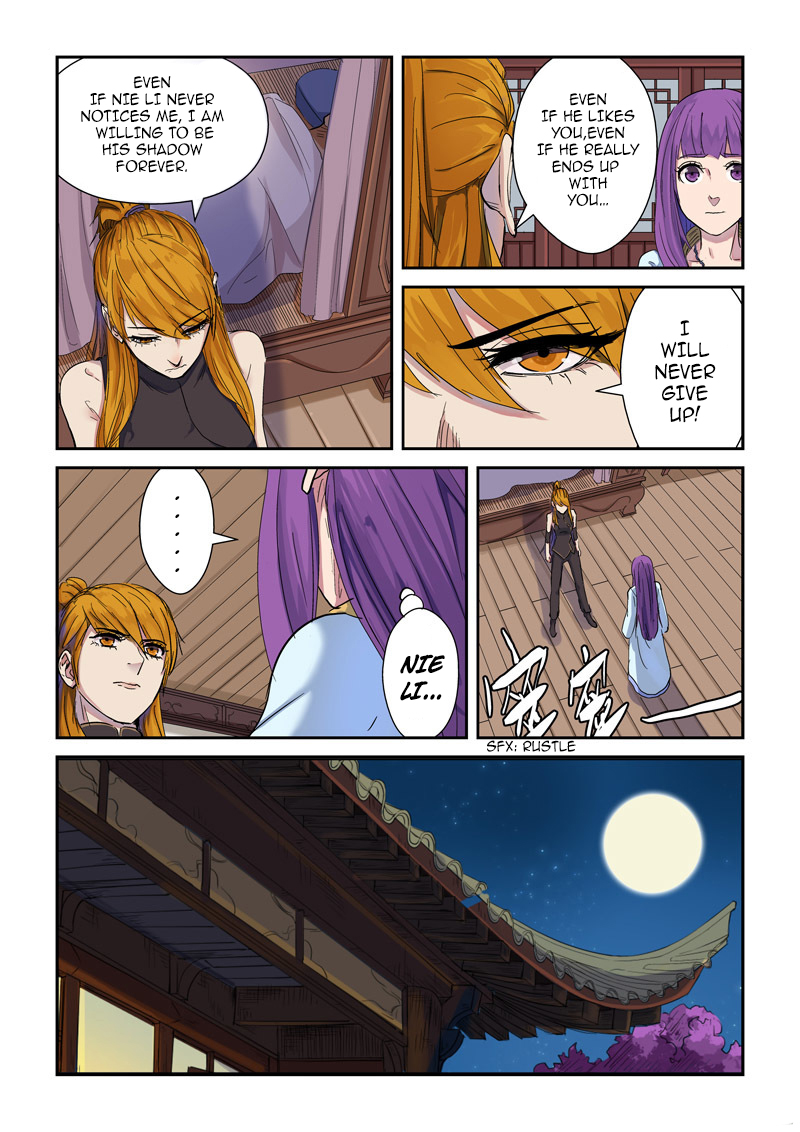 EVEN
IF NIE LI NEVER
NOTICES ME, I AM
WILLING TO BE
HIS SHADOW
FOREVER.
EVEN
IF HE LIKES
YOU,EVEN
IF HE REALLY
ENDS UP
WITH
YOU...
I
WILL
NEVER
GIVE
UP!
.....
NIE
LI...
SFX: RUSTLE